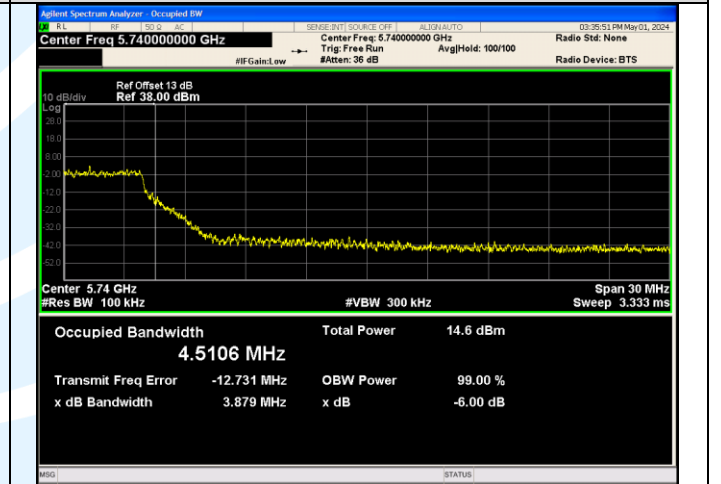 Agilent Spectrum Analyzer - Occupied BW
RL RF 50 Ω AC SENSE:INT SOURCE OFF ALIGNAUTO 03:35:51 PM May 01, 2024
Center Freq 5.740000000 GHz Center Freq: 5.740000000 GHz Radio Std: None
Trig: Free Run Avg|Hold: 100/100
#IFGain:Low #Atten: 36 dB Radio Device: BTS
Ref Offset 13 dB
10 dB/div Ref 38.00 dBm
Log
28.0
18.0
8.00
-2.00
-12.0
-22.0
-32.0
-42.0
-52.0
Center 5.74 GHz Span 30 MHz
#Res BW 100 kHz #VBW 300 kHz Sweep 3.333 ms
Occupied Bandwidth Total Power 14.6 dBm
4.5106 MHz
Transmit Freq Error -12.731 MHz OBW Power 99.00 %
x dB Bandwidth 3.879 MHz x dB -6.00 dB
MSG STATUS